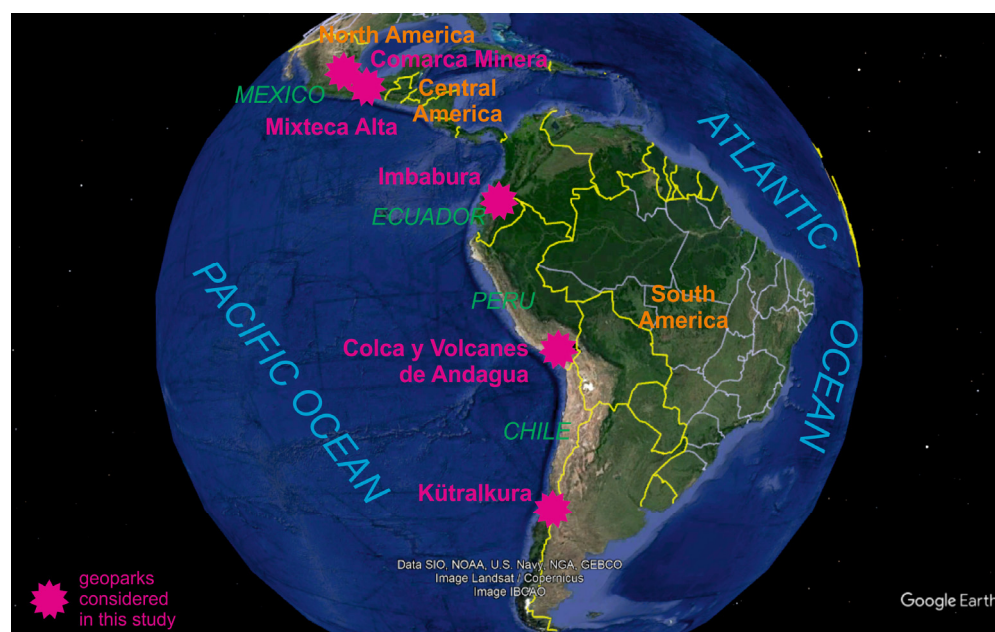 North America
Comarca Minera
MEXICO
Central
America
Mixteca Alta
ATLANTIC
OCEAN
Imbabura
ECUADOR
PACIFIC OCEAN
PERU
South
America
Colca y Volcanes
de Andagua
CHILE
Kütralkura
Data SIO, NOAA, U.S. Navy, NGA, GEBCO
Image Landsat / Copernicus
Image IBCAO
geoparks
considered
in this study
Google Earth